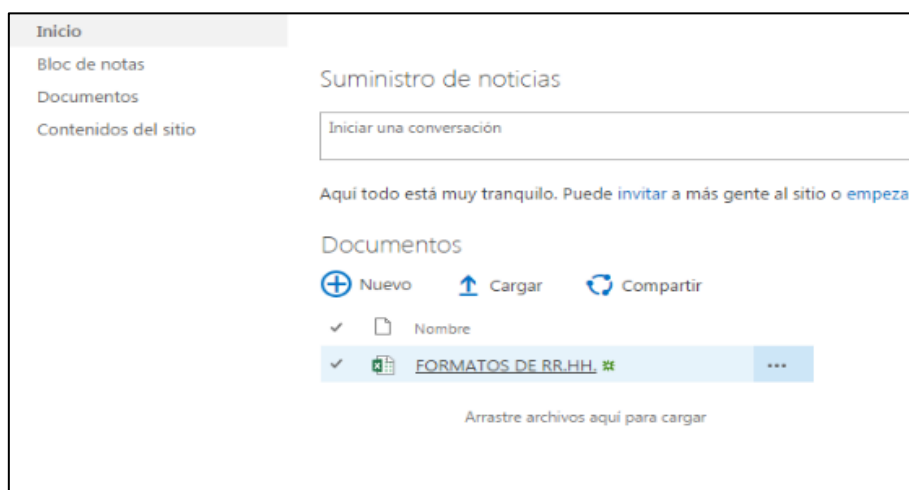 Inicio
Bloc de notas
Documentos
Contenidos del sitio
Suministro de noticias
Iniciar una conversación
Aquí todo está muy tranquilo. Puede invitar a más gente al sitio o empeza
Documentos
Nuevo Cargar Compartir
Nombre
FORMATOS DE RR.HH.
Arrastre archivos aquí para cargar